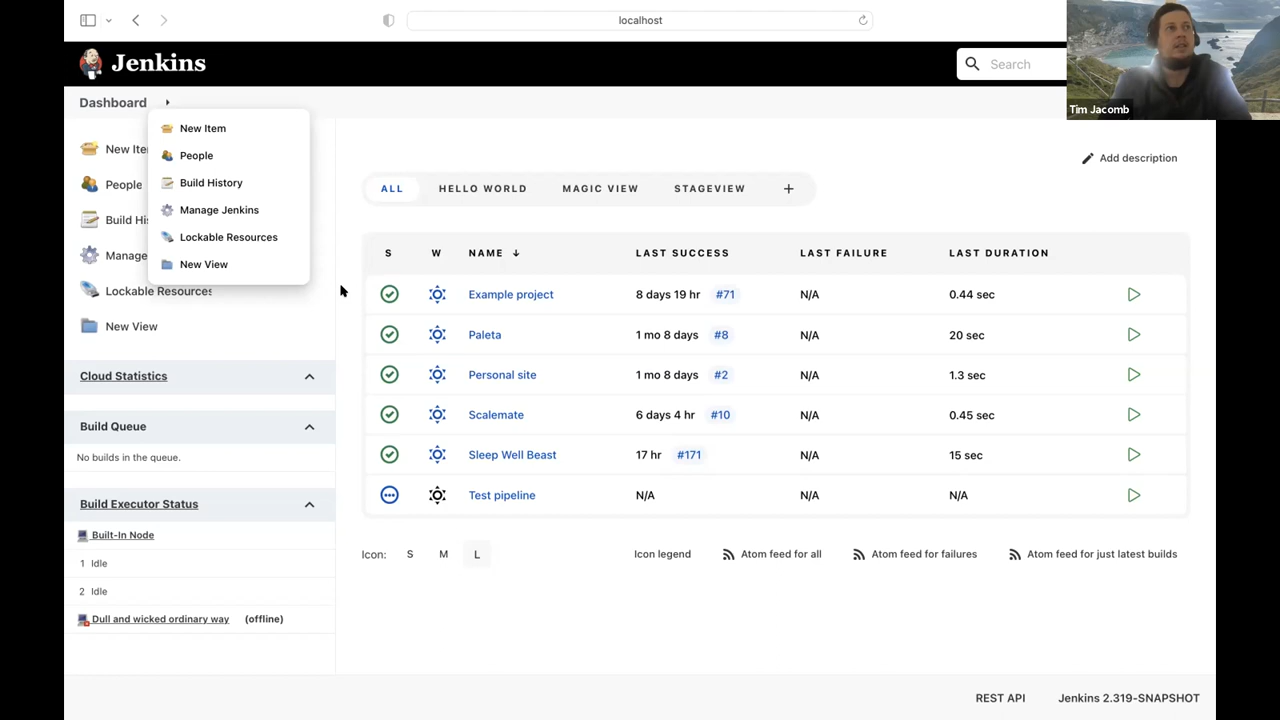 localhost
Jenkins
Search
Tim Jacomb
Dashboard
New Item
People
Build History
Manage Jenkins
Lockable Resources
New View
New Ite
People
Build His
Manage
Lockable Resources
New View
Cloud Statistics
Build Queue
No builds in the queue.
Build Executor Status
Built-In Node
1 Idle
2 Idle
Dull and wicked ordinary way (offline)
Add description
ALL HELLO WORLD MAGIC VIEW STAGEVIEW +
S W NAME ↓ LAST SUCCESS LAST FAILURE LAST DURATION
Example project 8 days 19 hr #71 N/A 0.44 sec
Paleta 1 mo 8 days #8 N/A 20 sec
Personal site 1 mo 8 days #2 N/A 1.3 sec
Scalemate 6 days 4 hr #10 N/A 0.45 sec
Sleep Well Beast 17 hr #171 N/A 15 sec
Test pipeline N/A N/A N/A
Icon: S M L Icon legend Atom feed for all Atom feed for failures Atom feed for just latest builds
REST API Jenkins 2.319-SNAPSHOT